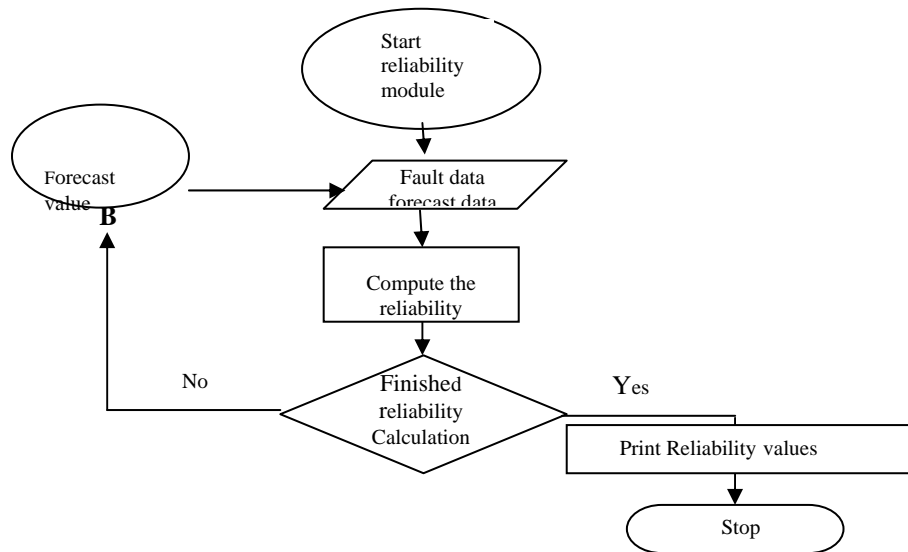 Start
reliability
module
Forecast
value
B
Fault data
forecast data
Compute the
reliability
Finished
reliability
Calculation
No
Yes
Print Reliability values
Stop